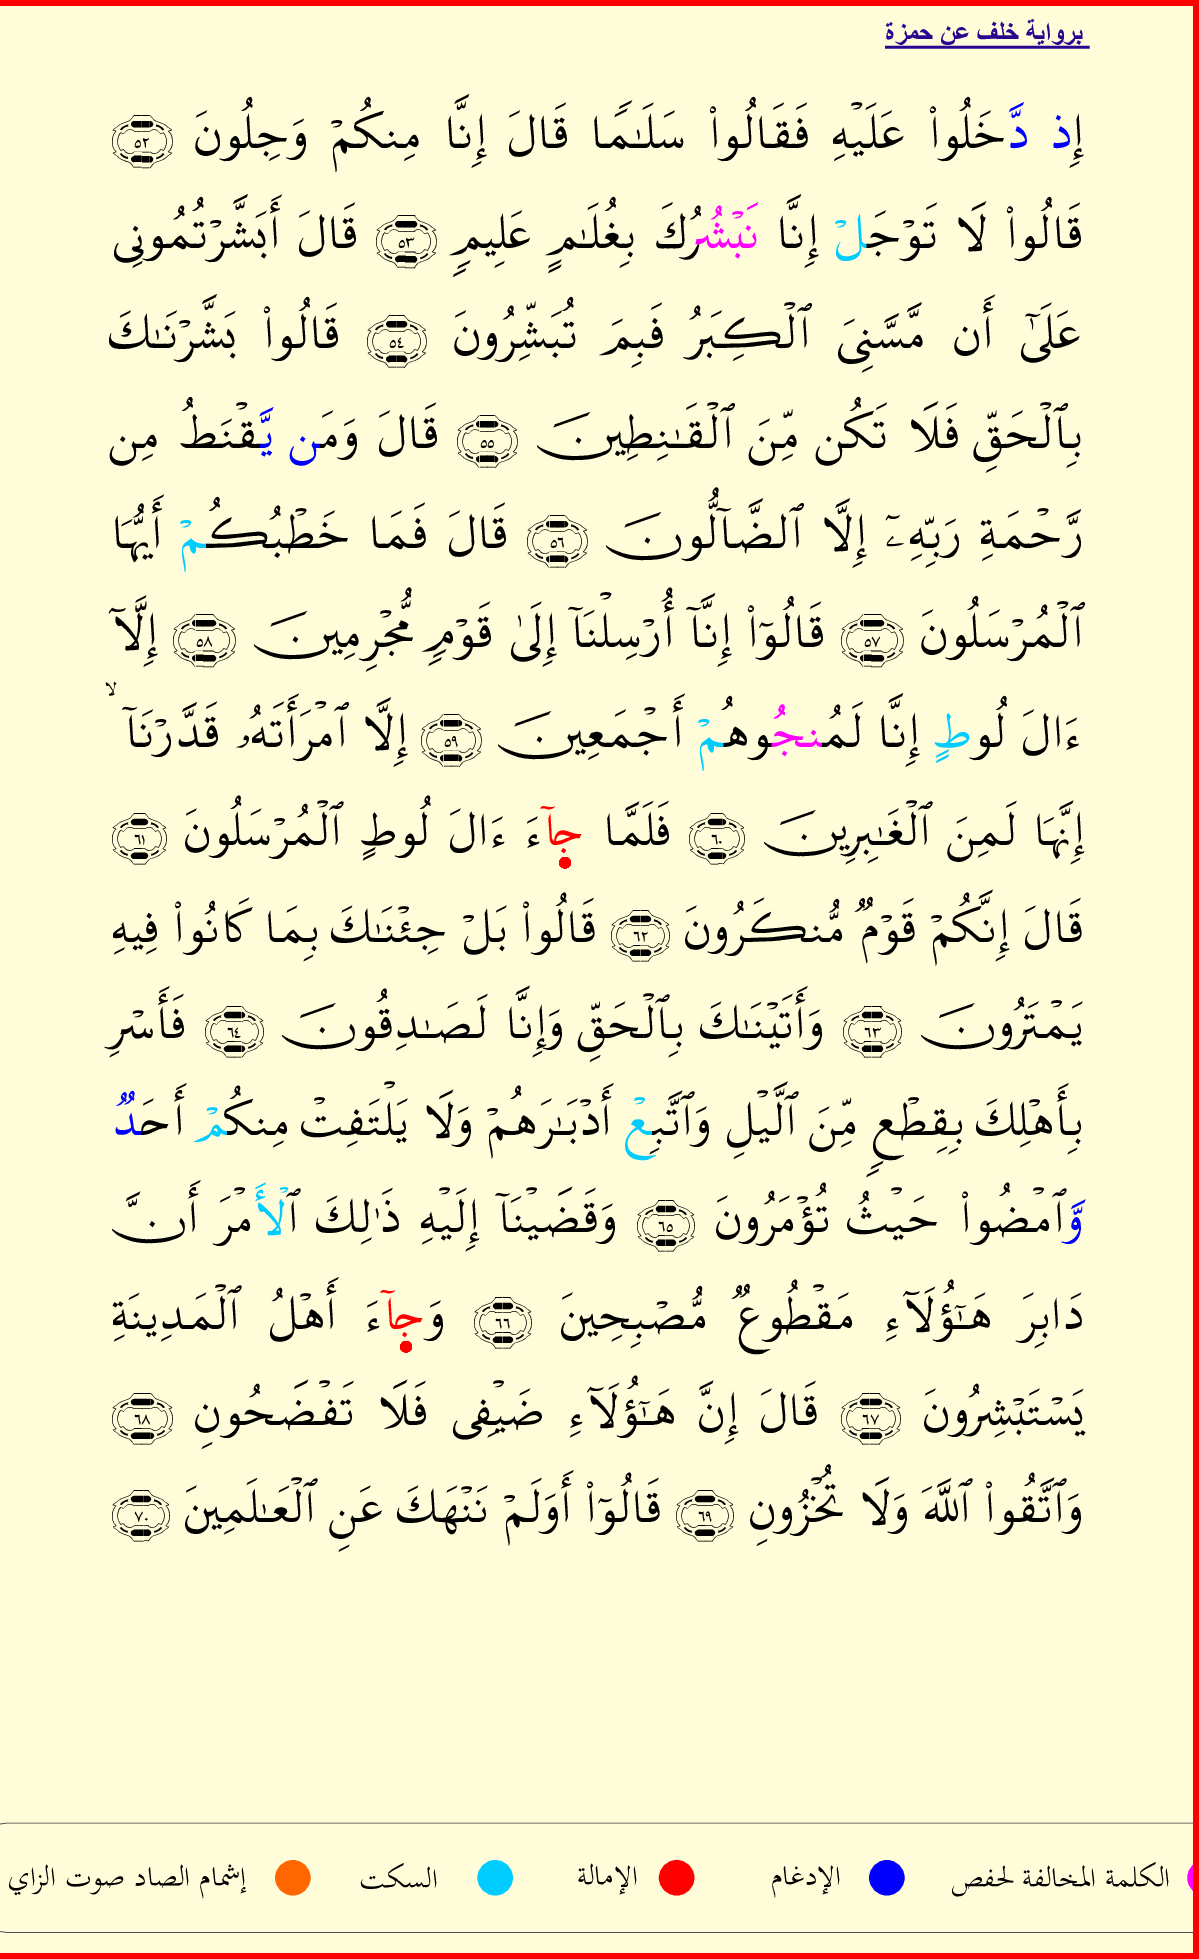 برواية خلف عن حمزة
إِذ دَّخَلُوا۟ عَلَيْهِ فَقَالُوا۟ سَلَـٰمًا قَالَ إِنَّا مِنكُمْ وَجِلُونَ ٥٢
قَالُوا۟ لَا تَوْجَلْ إِنَّا نَبْشُرُكَ بِغُلَـٰمٍ عَلِيمٍ ٥٣ قَالَ أَبَشَّرْتُمُونِى
عَلَىٰٓ أَن مَّسَّنِىَ ٱلْكِبَرُ فَبِمَ تُبَشِّرُونَ ٥٤ قَالُوا۟ بَشَّرْنَـٰكَ
بِٱلْحَقِّ فَلَا تَكُن مِّنَ ٱلْقَـٰنِطِينَ ٥٥ قَالَ وَمَن يَّقْنَطُ مِن
رَّحْمَةِ رَبِّهِۦٓ إِلَّا ٱلضَّآلُّونَ ٥٦ قَالَ فَمَا خَطْبُكُمْ أَيُّهَا
ٱلْمُرْسَلُونَ ٥٧ قَالُوٓا۟ إِنَّآ أُرْسِلْنَآ إِلَىٰ قَوْمٍ مُّجْرِمِينَ ٥٨ إِلَّآ
ءَالَ لُوطٍ إِنَّا لَمُنجُوهُمْ أَجْمَعِينَ ٥٩ إِلَّا ٱمْرَأَتَهُۥ قَدَّرْنَآ ۙ
إِنَّهَا لَمِنَ ٱلْغَـٰبِرِينَ ٦٠ فَلَمَّا جَآءَ ءَالَ لُوطٍ ٱلْمُرْسَلُونَ ٦١
قَالَ إِنَّكُمْ قَوْمٌ مُّنكَرُونَ ٦٢ قَالُوا۟ بَلْ جِئْنَـٰكَ بِمَا كَانُوا۟ فِيهِ
يَمْتَرُونَ ٦٣ وَأَتَيْنَـٰكَ بِٱلْحَقِّ وَإِنَّا لَصَـٰدِقُونَ ٦٤ فَأَسْرِ
بِأَهْلِكَ بِقِطْعٍ مِّنَ ٱلَّيْلِ وَٱتَّبِعْ أَدْبَـٰرَهُمْ وَلَا يَلْتَفِتْ مِنكُمْ أَحَدٌ
وَّٱمْضُوا۟ حَيْثُ تُؤْمَرُونَ ٦٥ وَقَضَيْنَآ إِلَيْهِ ذَٰلِكَ ٱلْأَمْرَ أَنَّ
دَابِرَ هَـٰٓؤُلَآءِ مَقْطُوعٌ مُّصْبِحِينَ ٦٦ وَجَآءَ أَهْلُ ٱلْمَدِينَةِ
يَسْتَبْشِرُونَ ٦٧ قَالَ إِنَّ هَـٰٓؤُلَآءِ ضَيْفِى فَلَا تَفْضَحُونِ ٦٨
وَٱتَّقُوا۟ ٱللَّهَ وَلَا تُخْزُونِ ٦٩ قَالُوٓا۟ أَوَلَمْ نَنْهَكَ عَنِ ٱلْعَـٰلَمِينَ ٧٠
الكلمة المخالفة لحفص الإدغام الإمالة السكت إشمام الصاد صوت الزاي